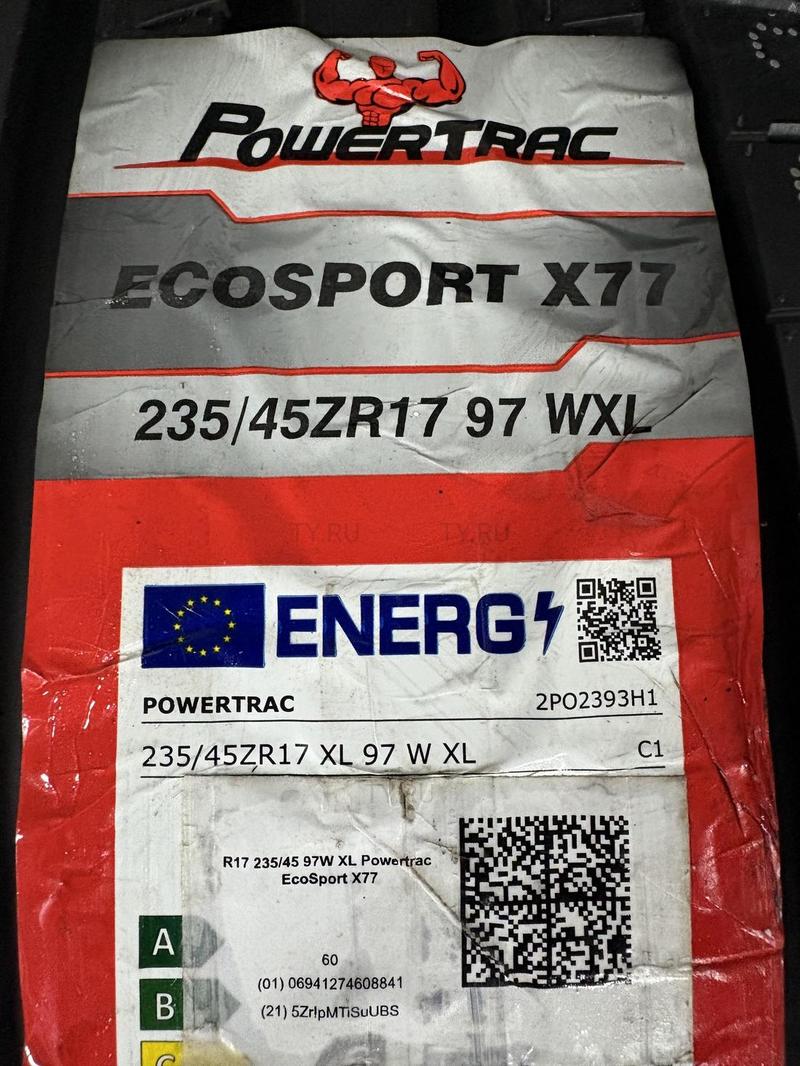 POWERTRAC
ECOSPORT X77
235/45ZR17 97 WXL
TY.RU TY.RU
ENERG
POWERTRAC 2PO2393H1
235/45ZR17 XL 97 W XL C1
R17 235/45 97W XL Powertrac
EcoSport X77
60
(01) 06941274608841
(21) 5ZrIpMTiSuUBS
A
B
C